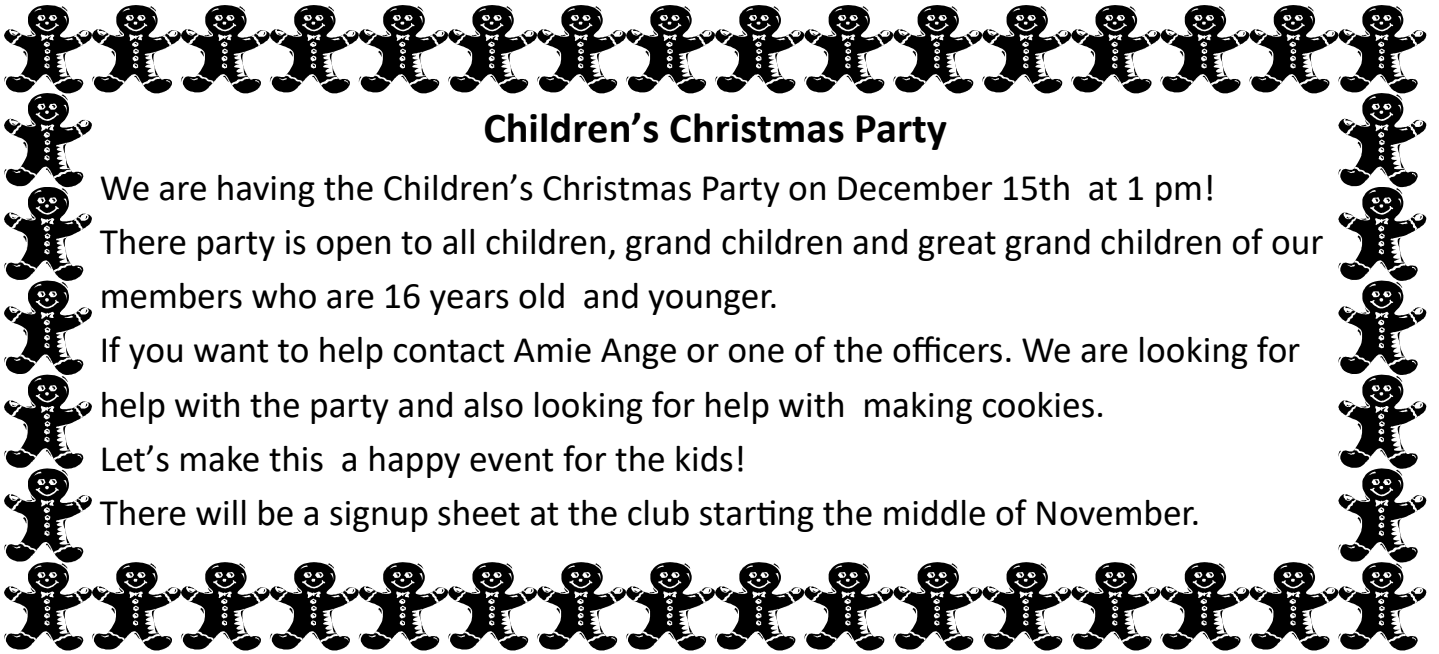 Children’s Christmas Party
We are having the Children’s Christmas Party on December 15th  at 1 pm!
There party is open to all children, grand children and great grand children of our
members who are 16 years old  and younger.
If you want to help contact Amie Ange or one of the officers. We are looking for
help with the party and also looking for help with  making cookies.
Let’s make this  a happy event for the kids!
There will be a signup sheet at the club starting the middle of November.